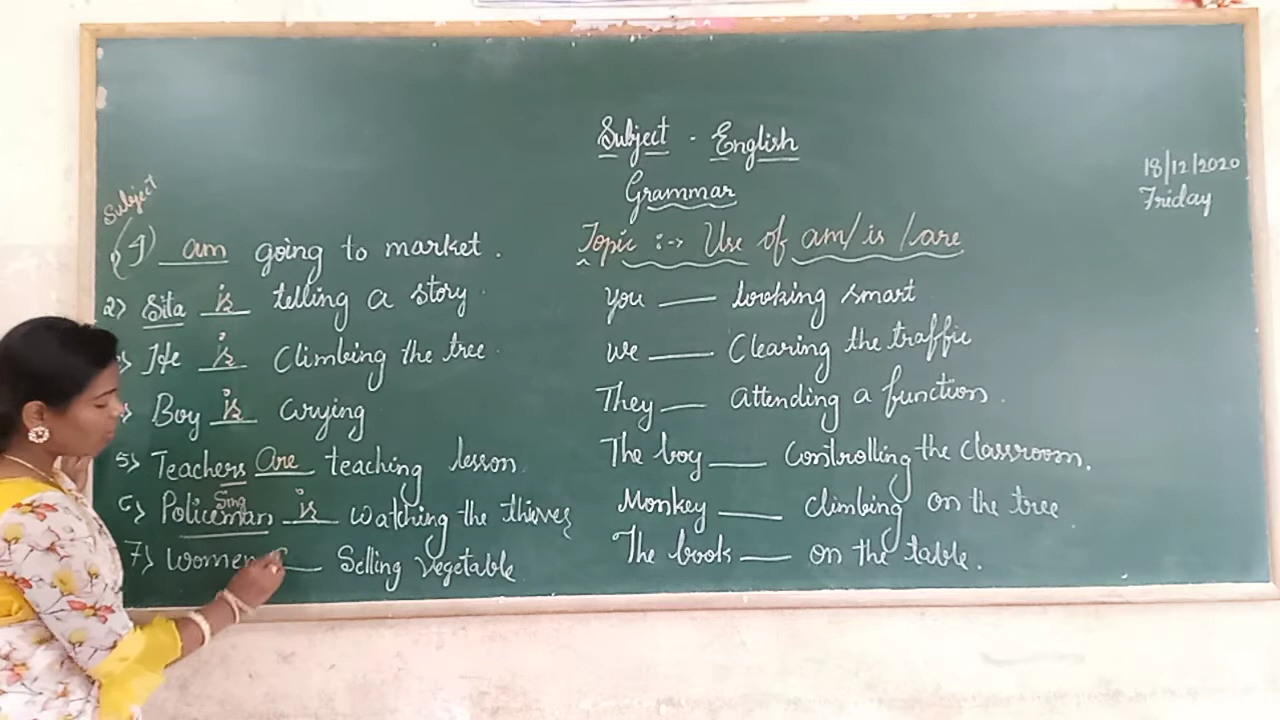 Subject - English
Grammar
18/12/2020
Friday
Topic :-> Use of am/is/are
Subject
1) ___ am going to market.
2> Sita is telling a story.
> He is Climbing the tree.
> Boy is crying
5> Teachers Are teaching lesson.
Sing
6> Policeman is watching the thieves
7> Women ___ Selling vegetable
You ___ looking smart
We ___ Clearing the traffic
They ___ attending a function.
The boy ___ controlling the classroom.
Monkey ___ climbing on the tree
The book ___ on the table.